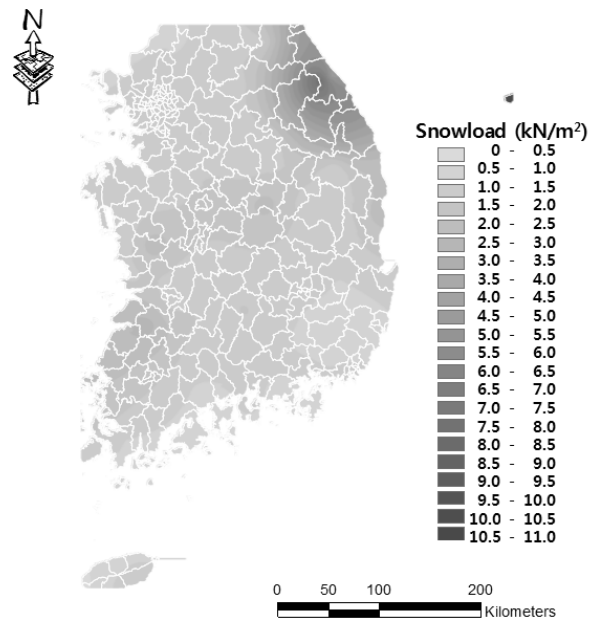 N
Snowload (kN/m²)
0 - 0.5
0.5 - 1.0
1.0 - 1.5
1.5 - 2.0
2.0 - 2.5
2.5 - 3.0
3.0 - 3.5
3.5 - 4.0
4.0 - 4.5
4.5 - 5.0
5.0 - 5.5
5.5 - 6.0
6.0 - 6.5
6.5 - 7.0
7.0 - 7.5
7.5 - 8.0
8.0 - 8.5
8.5 - 9.0
9.0 - 9.5
9.5 - 10.0
10.0 - 10.5
10.5 - 11.0
0 50 100 200
Kilometers